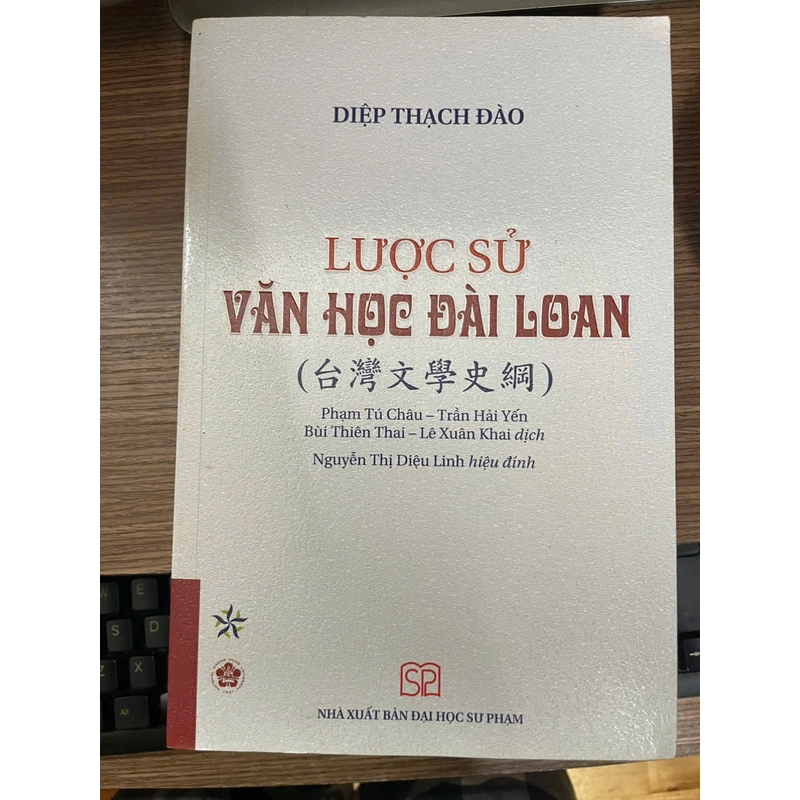 DIỆP THẠCH ĐÀO
LƯỢC SỬ
VĂN HỌC ĐÀI LOAN
(台灣文學史綱)
Phạm Tú Châu – Trần Hải Yến
Bùi Thiên Thai – Lê Xuân Khai dịch
Nguyễn Thị Diệu Linh hiệu đính
SP
NHÀ XUẤT BẢN ĐẠI HỌC SƯ PHẠM
S
D
Z
X
Alt